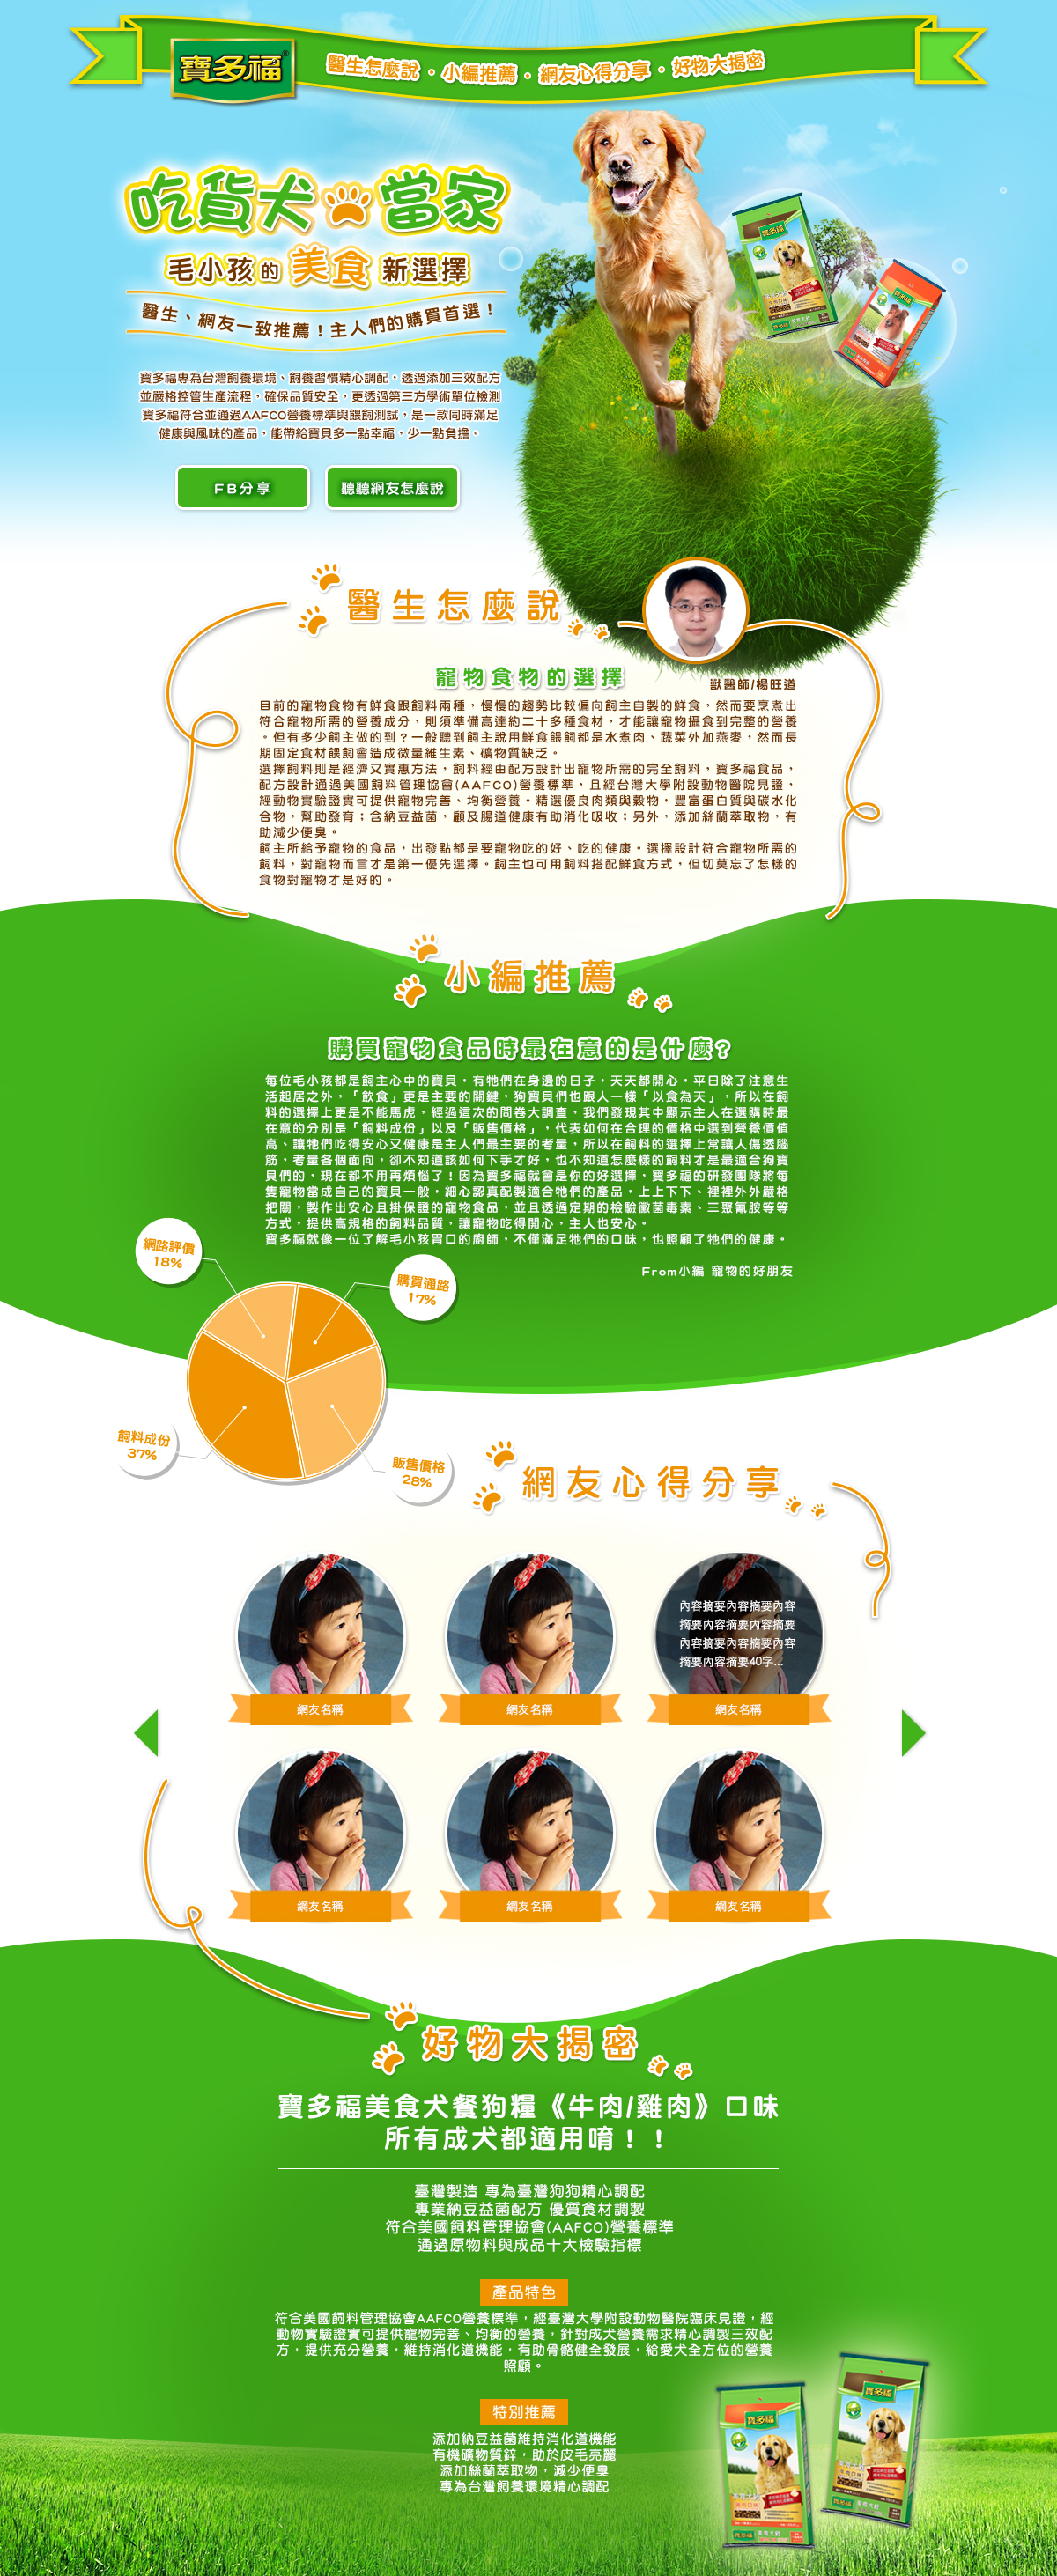 寶多福®
醫生怎麼說。小編推薦。網友心得分享。好物大揭密
吃貨犬當家
毛小孩的美食新選擇
醫生、網友一致推薦！主人們的購買首選！
寶多福專為台灣飼養環境、飼養習慣精心調配，透過添加三效配方
並嚴格控管生產流程，確保品質安全，更透過第三方學術單位檢測
寶多福符合並通過AAFCO營養標準與餵飼測試，是一款同時滿足
健康與風味的產品，能帶給寶貝多一點幸福，少一點負擔。
FB分享
聽聽網友怎麼說
醫生怎麼說
寵物食物的選擇
獸醫師/楊旺道
目前的寵物食物有鮮食跟飼料兩種，慢慢的趨勢比較偏向飼主自製的鮮食，然而要烹煮出
符合寵物所需的營養成分，則須準備高達約二十多種食材，才能讓寵物攝食到完整的營養
。但有多少飼主做的到？一般聽到飼主說用鮮食餵飼都是水煮肉、蔬菜外加燕麥，然而長
期固定食材餵飼會造成微量維生素、礦物質缺乏。
選擇飼料則是經濟又實惠方法，飼料經由配方設計出寵物所需的完全飼料，寶多福食品，
配方設計通過美國飼料管理協會(AAFCO)營養標準，且經台灣大學附設動物醫院見證，
經動物實驗證實可提供寵物完善、均衡營養。精選優良肉類與穀物，豐富蛋白質與碳水化
合物，幫助發育；含納豆益菌，顧及腸道健康有助消化吸收；另外，添加絲蘭萃取物，有
助減少便臭。
飼主所給予寵物的食品，出發點都是要寵物吃的好、吃的健康。選擇設計符合寵物所需的
飼料，對寵物而言才是第一優先選擇。飼主也可用飼料搭配鮮食方式，但切莫忘了怎樣的
食物對寵物才是好的。
小編推薦
購買寵物食品時最在意的是什麼?
每位毛小孩都是飼主心中的寶貝，有牠們在身邊的日子，天天都開心，平日除了注意生
活起居之外，「飲食」更是主要的關鍵，狗寶貝們也跟人一樣「以食為天」，所以在飼
料的選擇上更是不能馬虎，經過這次的問卷大調查，我們發現其中顯示主人在選購時最
在意的分別是「飼料成份」以及「販售價格」，代表如何在合理的價格中選到營養價值
高、讓牠們吃得安心又健康是主人們最主要的考量，所以在飼料的選擇上常讓人傷透腦
筋，考量各個面向，卻不知道該如何下手才好，也不知道怎麼樣的飼料才是最適合狗寶
貝們的，現在都不用再煩惱了！因為寶多福就會是你的好選擇，寶多福的研發團隊將每
隻寵物當成自己的寶貝一般，細心認真配製適合牠們的產品，上上下下、裡裡外外嚴格
把關，製作出安心且掛保證的寵物食品，並且透過定期的檢驗黴菌毒素、三聚氰胺等等
方式，提供高規格的飼料品質，讓寵物吃得開心，主人也安心。
寶多福就像一位了解毛小孩胃口的廚師，不僅滿足牠們的口味，也照顧了牠們的健康。
From小編 寵物的好朋友
網路評價
18%
購買通路
17%
飼料成份
37%
販售價格
28%
網友心得分享
內容摘要內容摘要內容
摘要內容摘要內容摘要
內容摘要內容摘要內容
摘要內容摘要40字...
網友名稱
網友名稱
網友名稱
網友名稱
網友名稱
網友名稱
好物大揭密
寶多福美食犬餐狗糧《牛肉/雞肉》口味
所有成犬都適用唷！！
臺灣製造 專為臺灣狗狗精心調配
專業納豆益菌配方 優質食材調製
符合美國飼料管理協會(AAFCO)營養標準
通過原物料與成品十大檢驗指標
產品特色
符合美國飼料管理協會AAFCO營養標準，經臺灣大學附設動物醫院臨床見證，經
動物實驗證實可提供寵物完善、均衡的營養，針對成犬營養需求精心調製三效配
方，提供充分營養，維持消化道機能，有助骨骼健全發展，給愛犬全方位的營養
照顧。
特別推薦
添加納豆益菌維持消化道機能
有機礦物質鋅，助於皮毛亮麗
添加絲蘭萃取物，減少便臭
專為台灣飼養環境精心調配